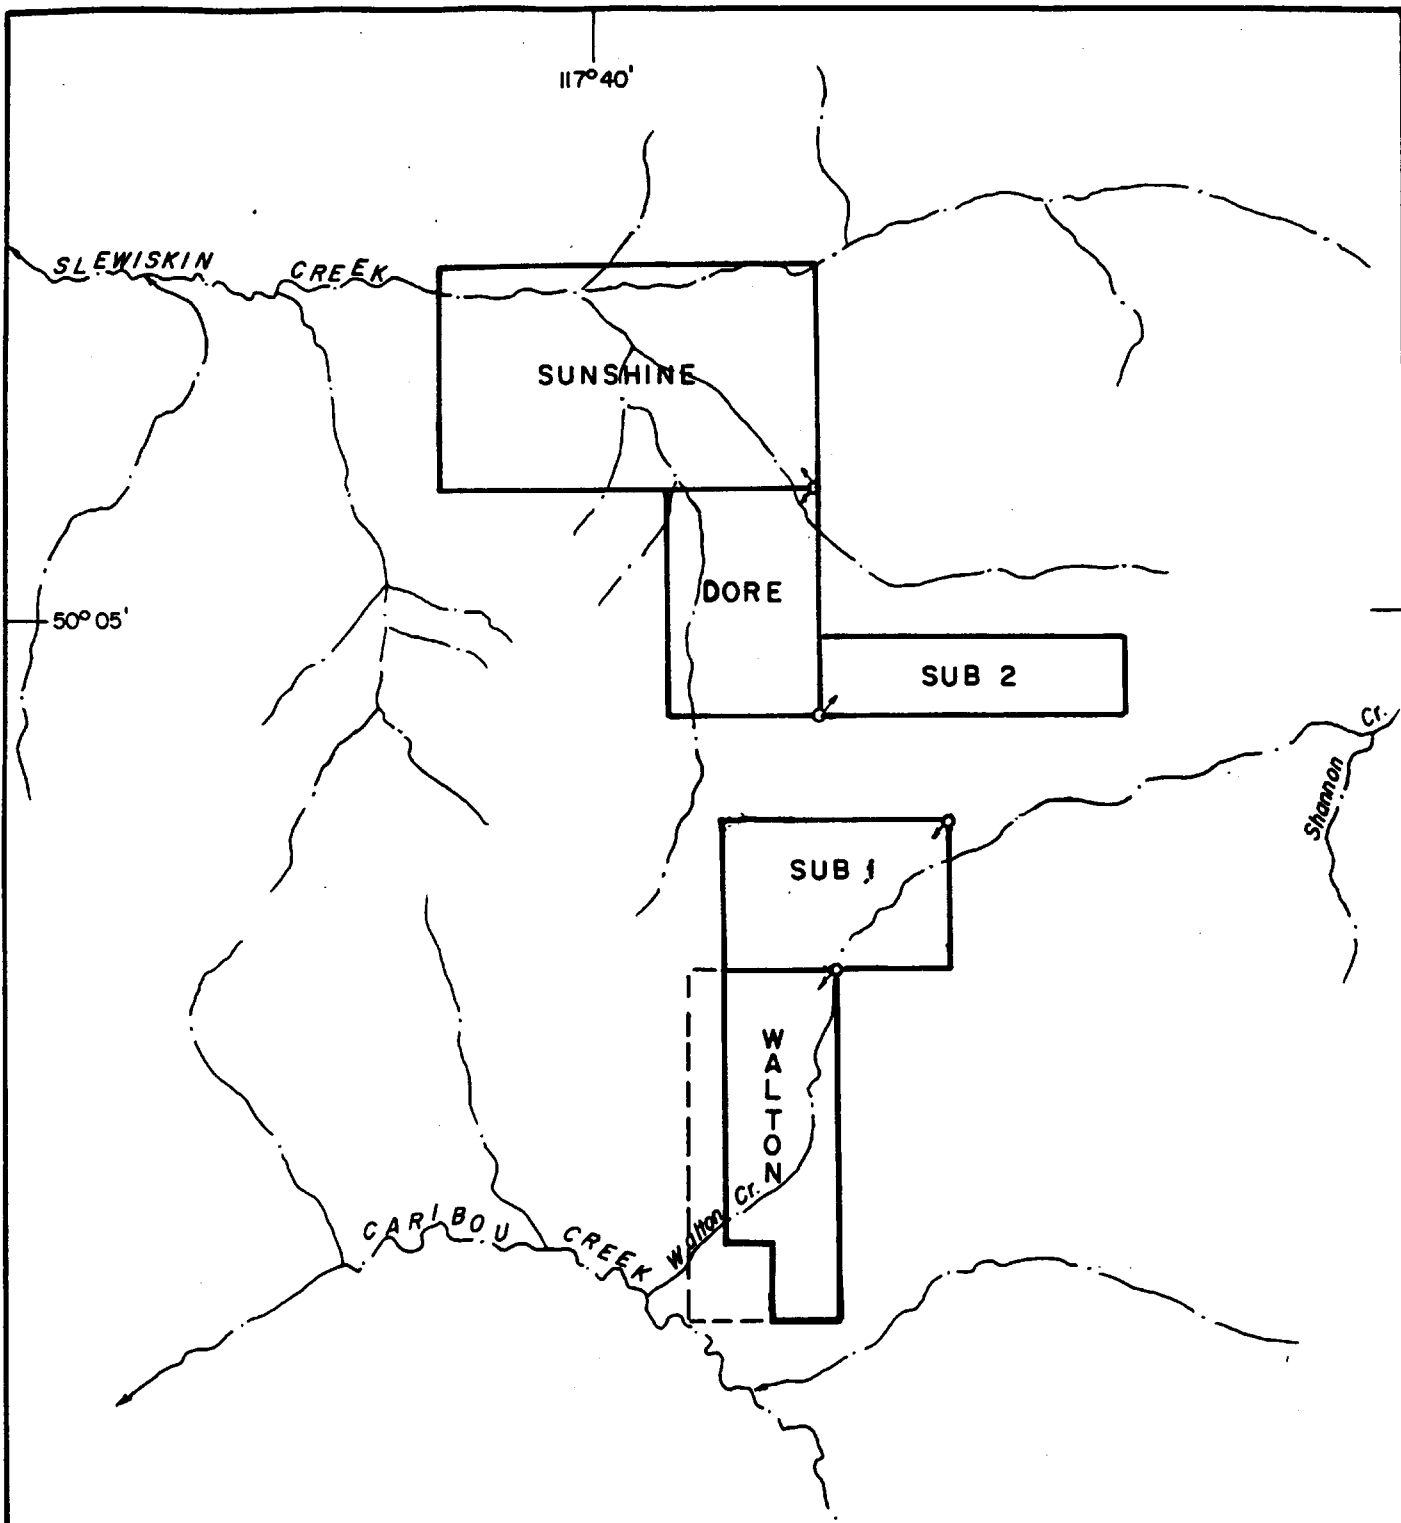 117° 40'
SLEWISKIN CREEK
SUNSHINE
DORE
50° 05'
SUB 2
Cr.
Shannon
SUB 1
WALTON
Walton Cr.
CARIBOU CREEK